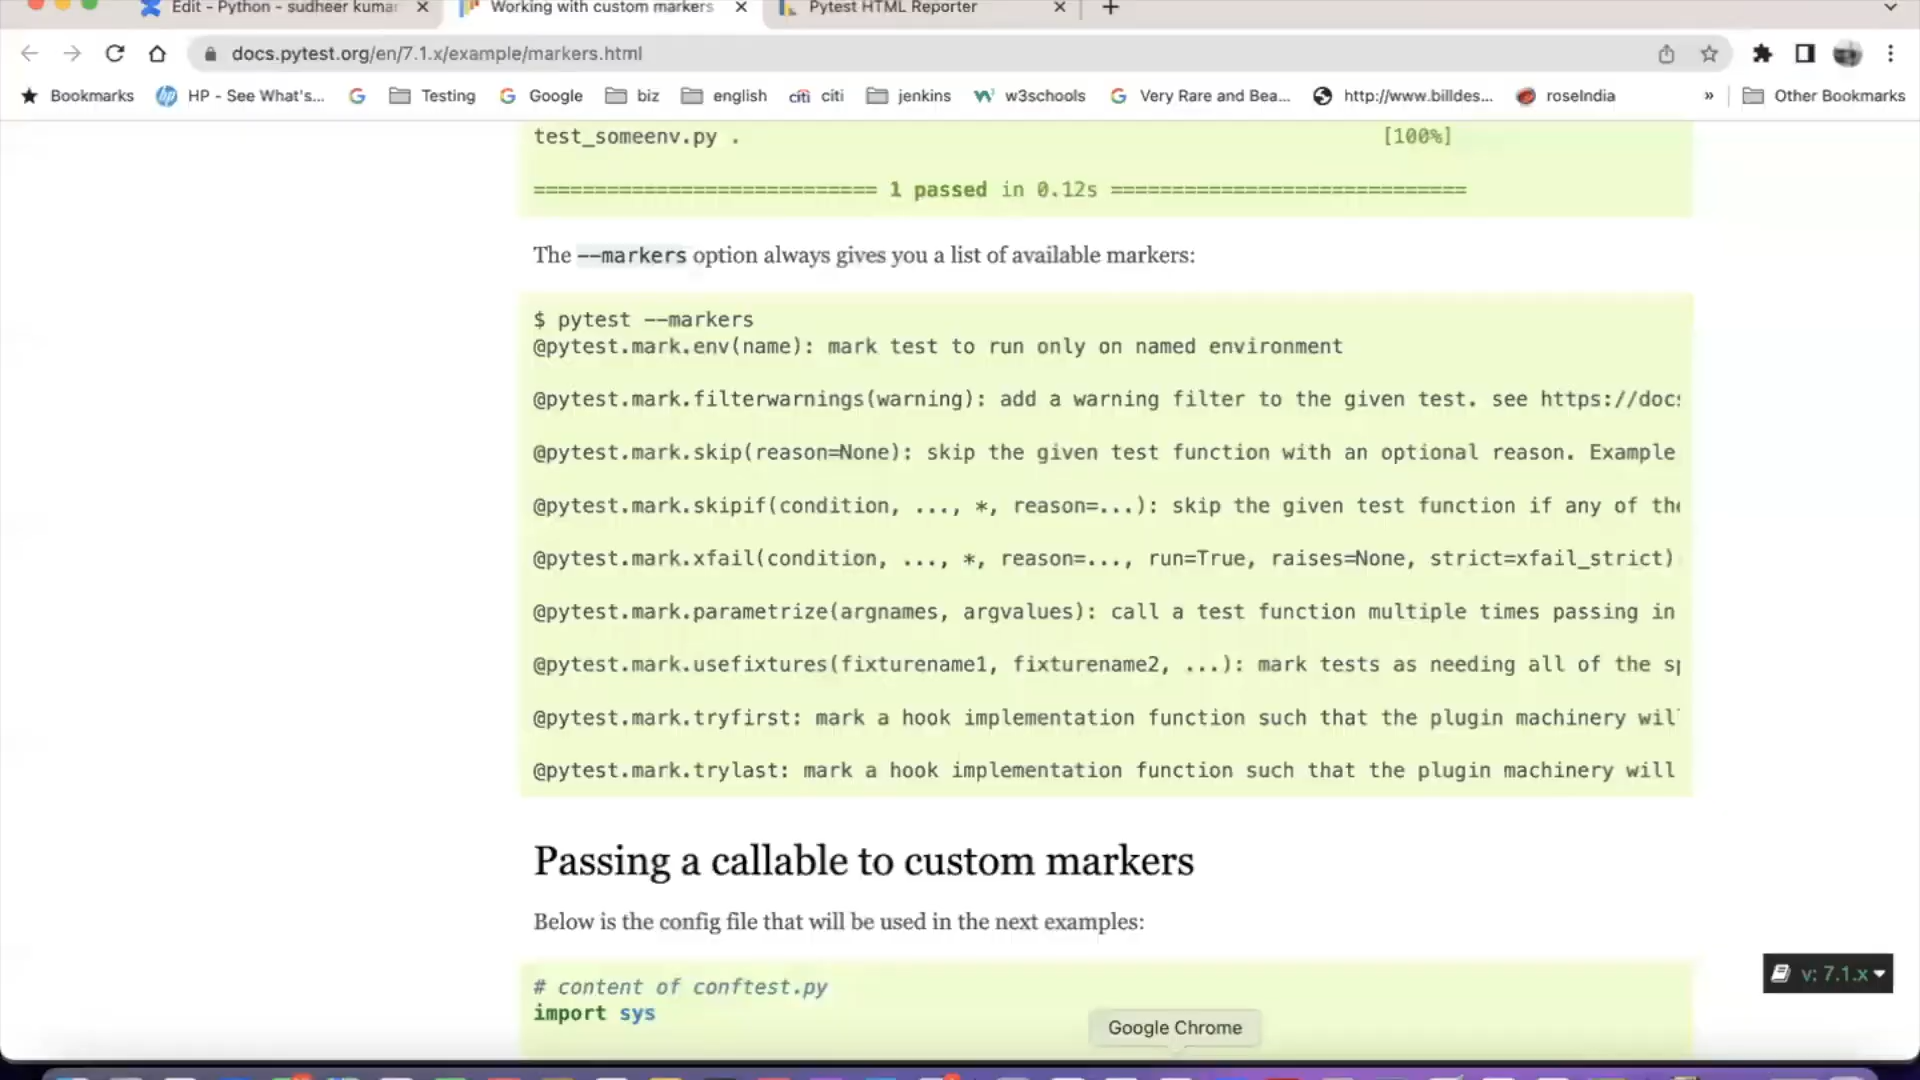 Edit - Python - sudheer kumar
Working with custom markers
Pytest HTML Reporter
docs.pytest.org/en/7.1.x/example/markers.html
Bookmarks
HP - See What's...
Testing
Google
biz
english
citi citi
jenkins
w3schools
Very Rare and Bea...
http://www.billdes...
roseIndia
»
Other Bookmarks
test_someenv.py . [100%]
============================ 1 passed in 0.12s =============================
The --markers option always gives you a list of available markers:
$ pytest --markers
@pytest.mark.env(name): mark test to run only on named environment
@pytest.mark.filterwarnings(warning): add a warning filter to the given test. see https://docs
@pytest.mark.skip(reason=None): skip the given test function with an optional reason. Example
@pytest.mark.skipif(condition, ..., *, reason=...): skip the given test function if any of the
@pytest.mark.xfail(condition, ..., *, reason=..., run=True, raises=None, strict=xfail_strict)
@pytest.mark.parametrize(argnames, argvalues): call a test function multiple times passing in
@pytest.mark.usefixtures(fixturename1, fixturename2, ...): mark tests as needing all of the sp
@pytest.mark.tryfirst: mark a hook implementation function such that the plugin machinery wil
@pytest.mark.trylast: mark a hook implementation function such that the plugin machinery will
Passing a callable to custom markers
Below is the config file that will be used in the next examples:
# content of conftest.py
import sys
v: 7.1.x
Google Chrome